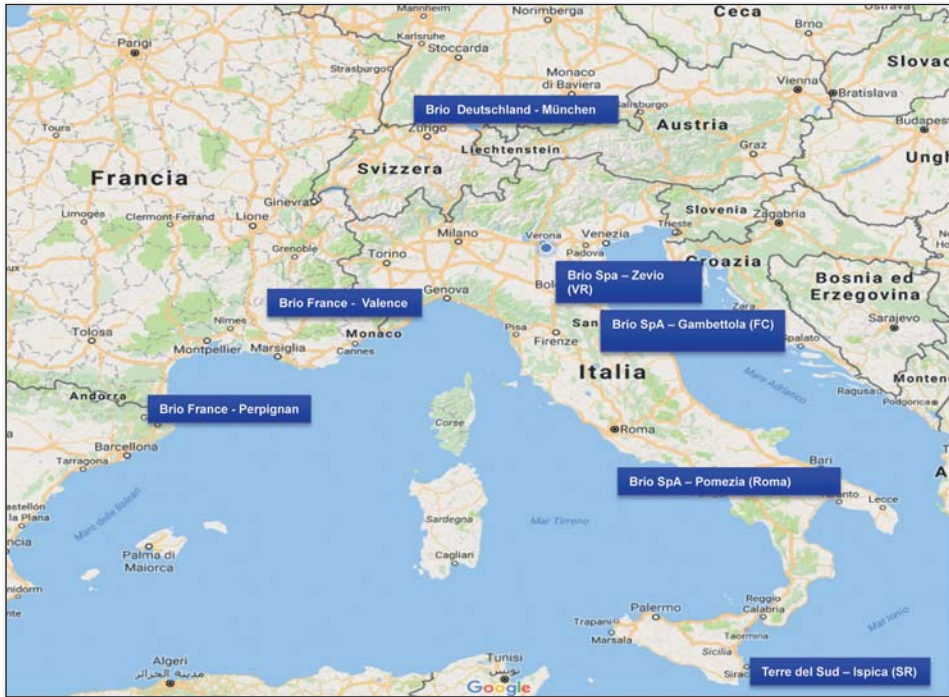 Mannheim
Norimberga
Ceca
Ostrava
Parigi
Karlsruhe
Stoccarda
Brno
Strasburgo
Slovac
Monaco
di Baviera
Vienna
Bratislava
Brio Deutschland - München
Salisburgo
Tours
Zurigo
Austria
Budapest
Liechtenstein
Graz
Francia
Svizzera
Ungh
Ginevra
Limoges
Clermont-Ferrand
Lione
Slovenia
Zagabria
Milano
Verona
Venezia
Trieste
Grenoble
Torino
Padova
Croazia
Brio Spa – Zevio
(VR)
Bosnia ed
Erzegovina
Brio France - Valence
Genova
Zara
Nîmes
Monaco
Pisa
San
Brio SpA – Gambettola (FC)
Sarajevo
Tolosa
Montpellier
Marsiglia
Cannes
Firenze
Spalato
Italia
Monten
Mare Adriatico
Ragusa
Podgorica
Andorra
Brio France - Perpignan
Corse
Roma
Barcellona
Tarragona
Bari
Brio SpA – Pomezia (Roma)
Taranto
Lecce
Mare delle Baleari
Castellón
la Plana
Sardegna
Mar Tirreno
Palma di
Maiorca
Cagliari
Reggio
Calabria
Mar Ionio
Trapani
Palermo
Marsala
Taormina
Sicilia
Algeri
مدينة الجزائر
Tunisi
تونس
Google
Terre del Sud – Ispica (SR)